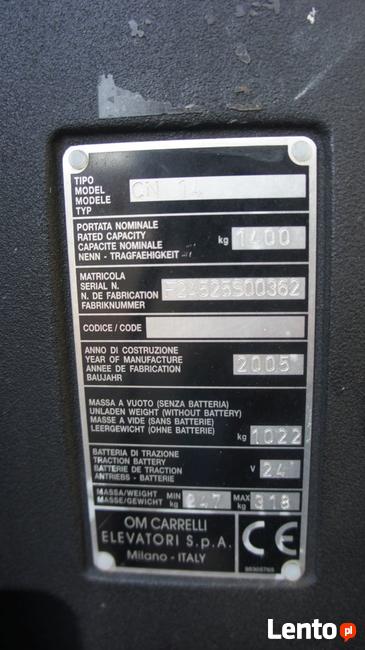 TIPO
MODEL
MODELE
TYP
CN 14
PORTATA NOMINALE
RATED CAPACITY
CAPACITE NOMINALE
NENN - TRAGFAEHIGKEIT
kg 1400
MATRICOLA
SERIAL N.
N. DE FABRICATION
FABRIKNUMMER
CODICE / CODE
ANNO DI COSTRUZIONE
YEAR OF MANUFACTURE
ANNEE DE FABRICATION
BAUJAHR
2005
MASSA A VUOTO (SENZA BATTERIA)
UNLADEN WEIGHT (WITHOUT BATTERY)
MASSE A VIDE (SANS BATTERIE)
LEERGEWICHT (OHNE BATTERIE)
kg 1022
BATTERIA DI TRAZIONE
TRACTION BATTERY
BATTERIE DE TRACTION
ANTRIEBS - BATTERIE
V 24
MASSA/WEIGHT MIN MAX
MASSE/GEWICHT kg 247 kg 318
OM CARRELLI
ELEVATORI S.p.A.
Milano - ITALY
CE
Lento.pl